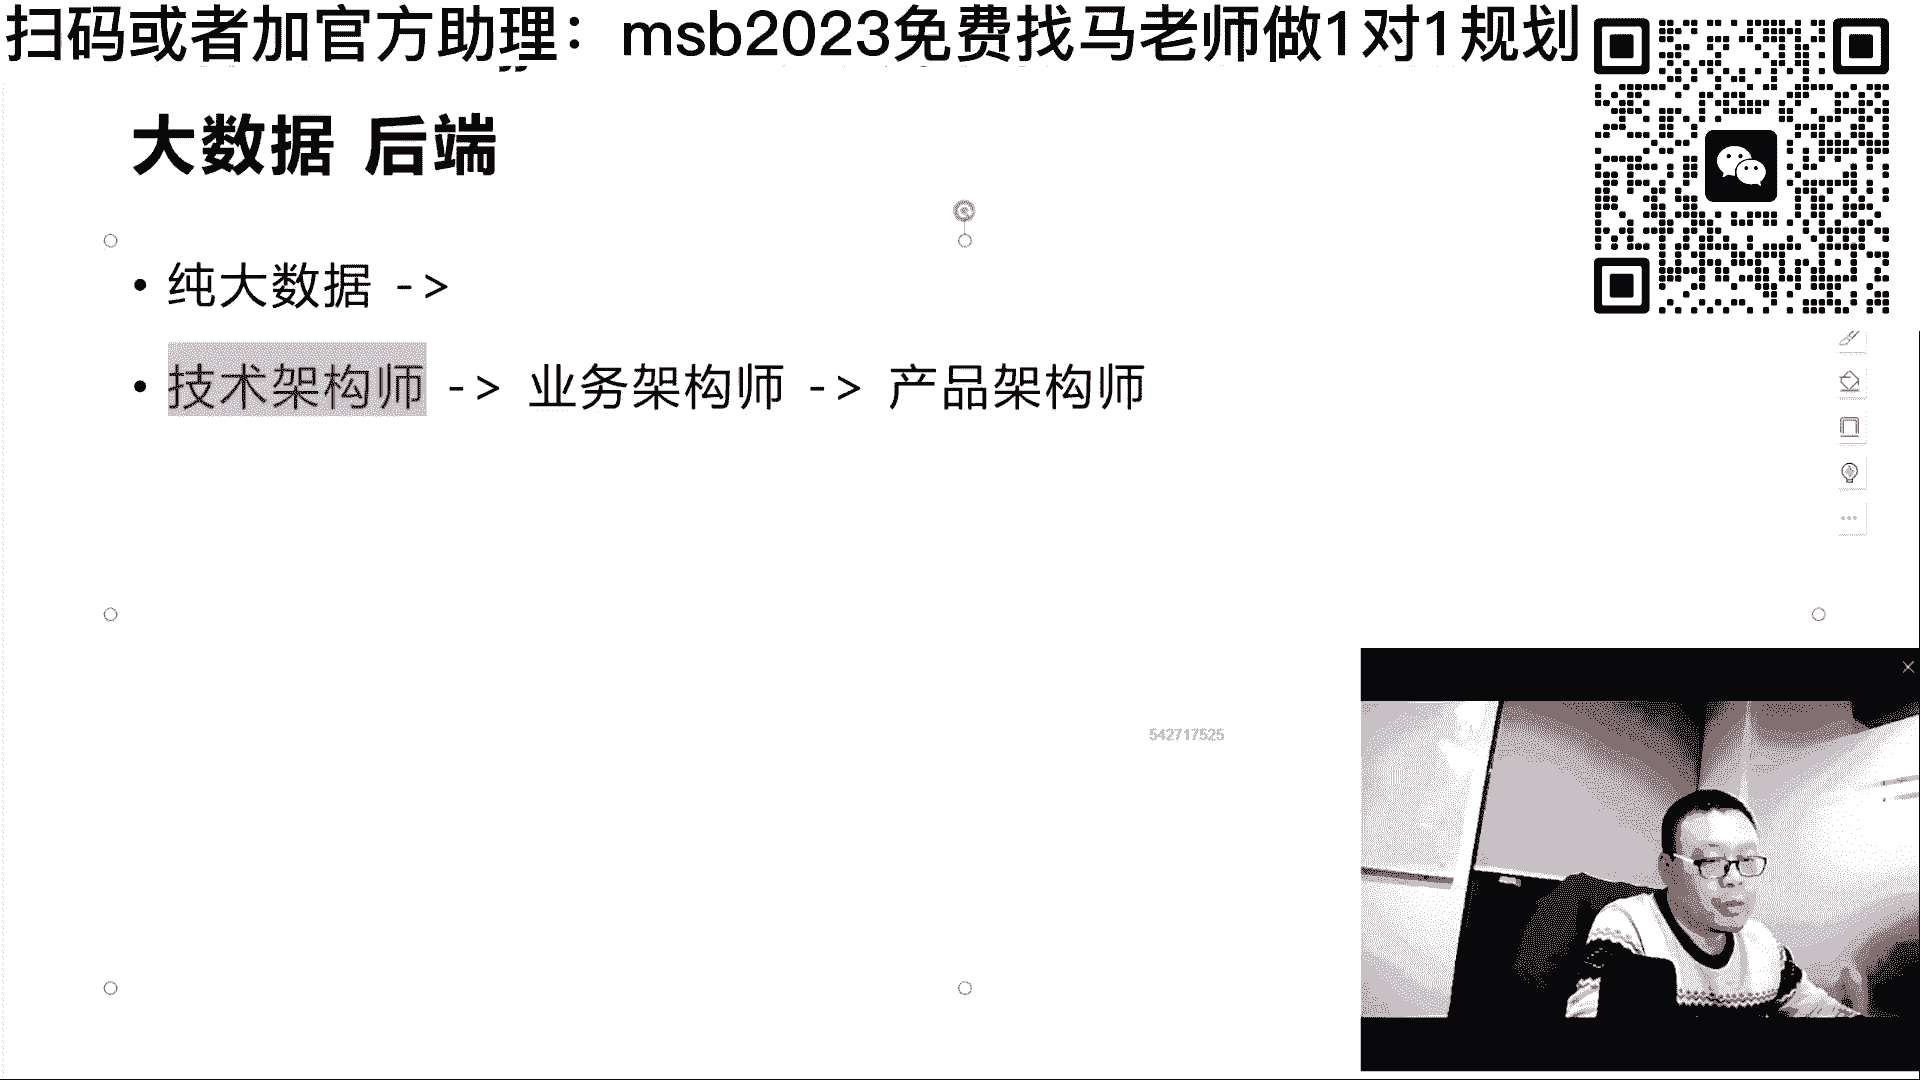 扫码或者加官方助理：msb2023免费找马老师做1对1规划
大数据 后端
• 纯大数据 ->
• 技术架构师 -> 业务架构师 -> 产品架构师
542717525